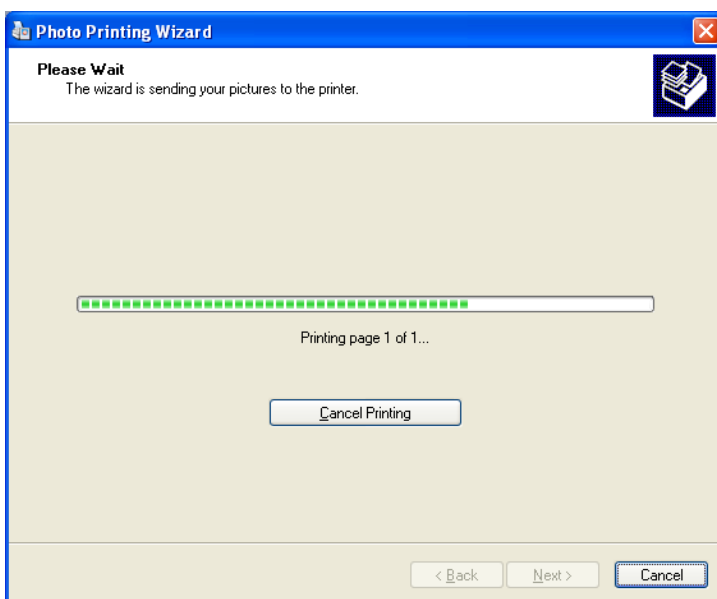 Photo Printing Wizard
Please Wait
The wizard is sending your pictures to the printer.
Printing page 1 of 1...
Cancel Printing
< Back Next > Cancel